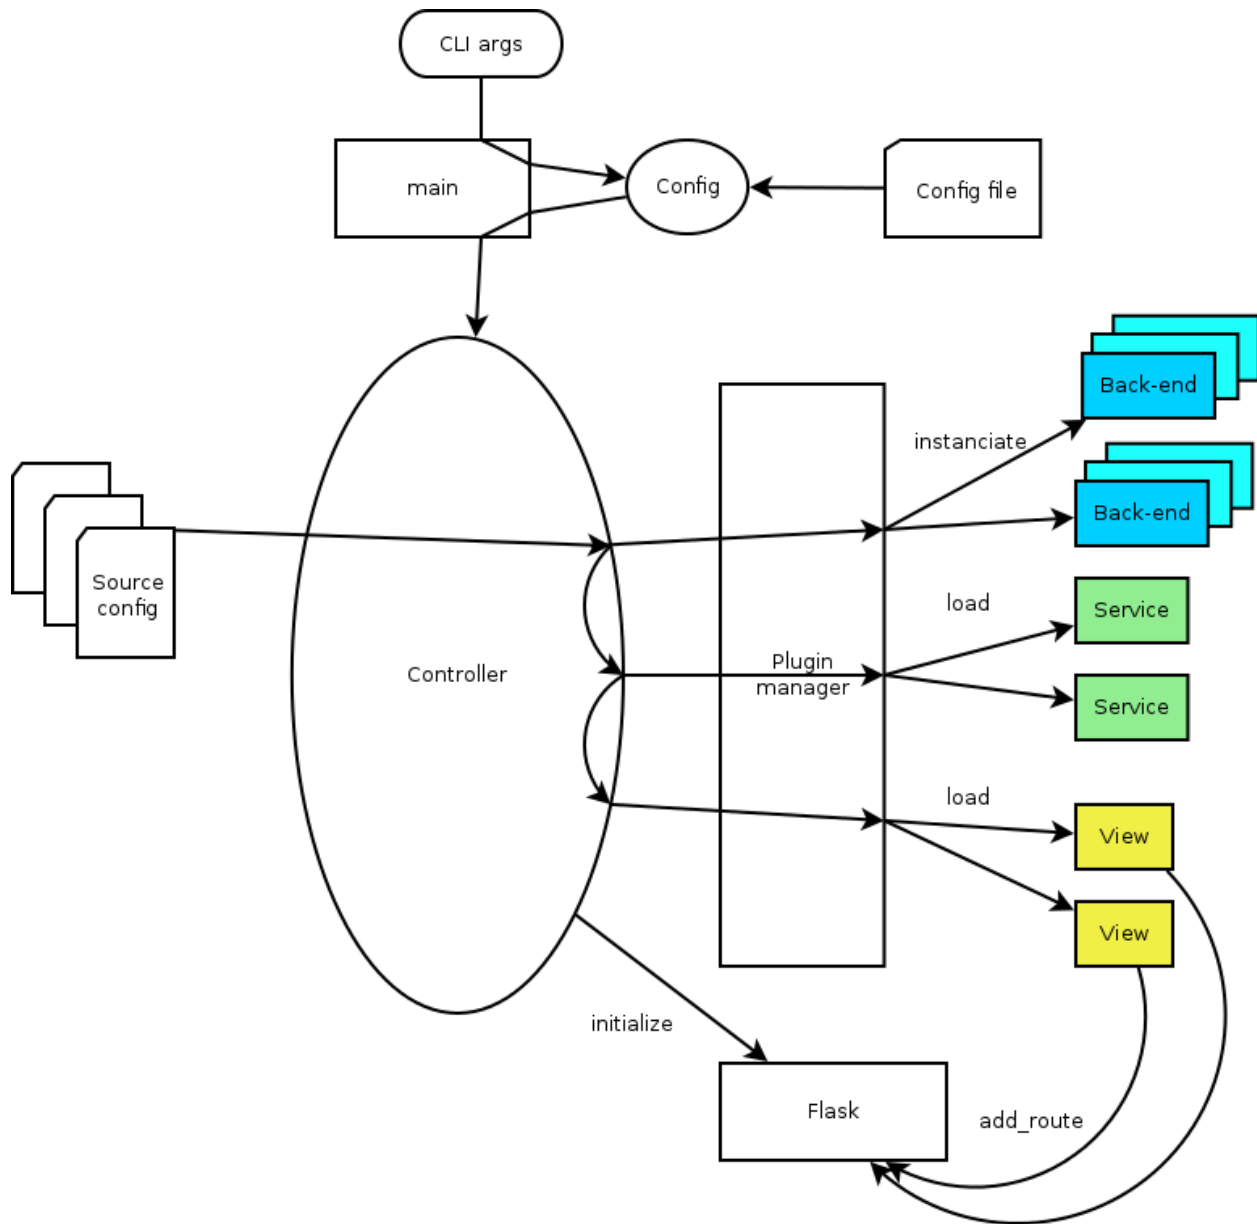 CLI args
main
Config
Config file
Back-end
instanciate
Back-end
Source
config
load
Service
Controller
Plugin
manager
Service
load
View
View
initialize
Flask
add_route